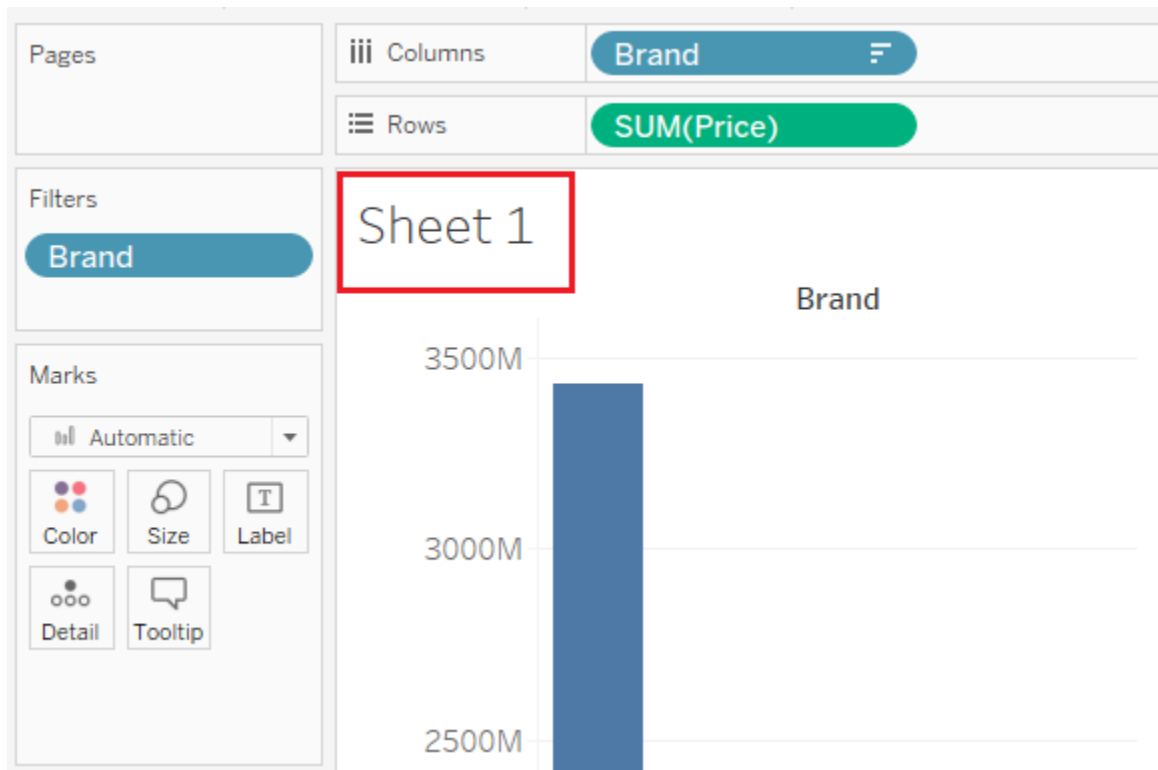 Pages
Columns
Brand
Rows
SUM(Price)
Filters
Brand
Sheet 1
Brand
3500M
3000M
2500M
Marks
Automatic
Color
Size
T
Label
Detail
Tooltip